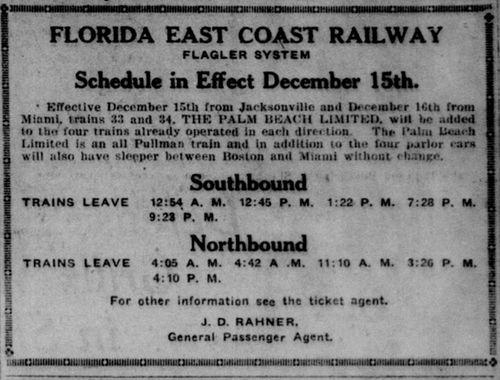 FLORIDA EAST COAST RAILWAY
FLAGLER SYSTEM
Schedule in Effect December 15th.
Effective December 15th from Jacksonville and December 16th from
Miami, trains 33 and 34, THE PALM BEACH LIMITED, will be added
to the four trains already operated in each direction. The Palm Beach
Limited is an all Pullman train and in addition to the four parlor cars
will also have sleeper between Boston and Miami without change.
Southbound
TRAINS LEAVE 12:54 A. M. 12:45 P. M. 1:22 P. M. 7:28 P. M.
9:23 P. M.
Northbound
TRAINS LEAVE 4:05 A. M. 4:42 A .M. 11:10 A. M. 3:26 P. M.
4:10 P. M.
For other information see the ticket agent.
J. D. RAHNER,
General Passenger Agent.